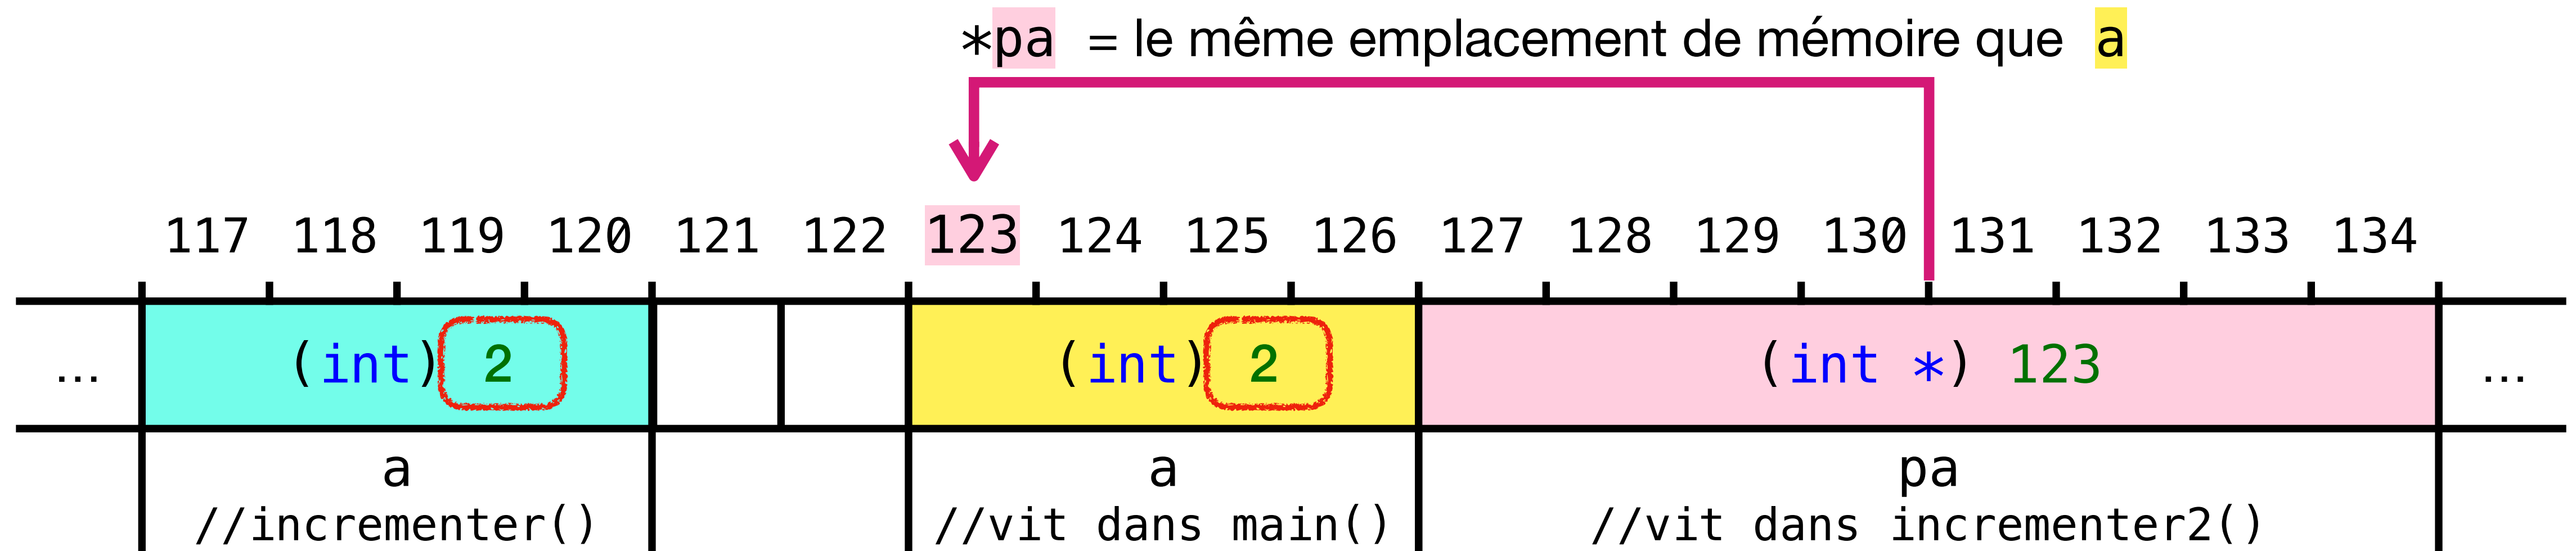 *pa = le même emplacement de mémoire que a
117 118 119 120 121 122 123 124 125 126 127 128 129 130 131 132 133 134
... (int) 2 (int) 2 (int *) 123 ...
a a pa
//incrementer() //vit dans main() //vit dans incrementer2()